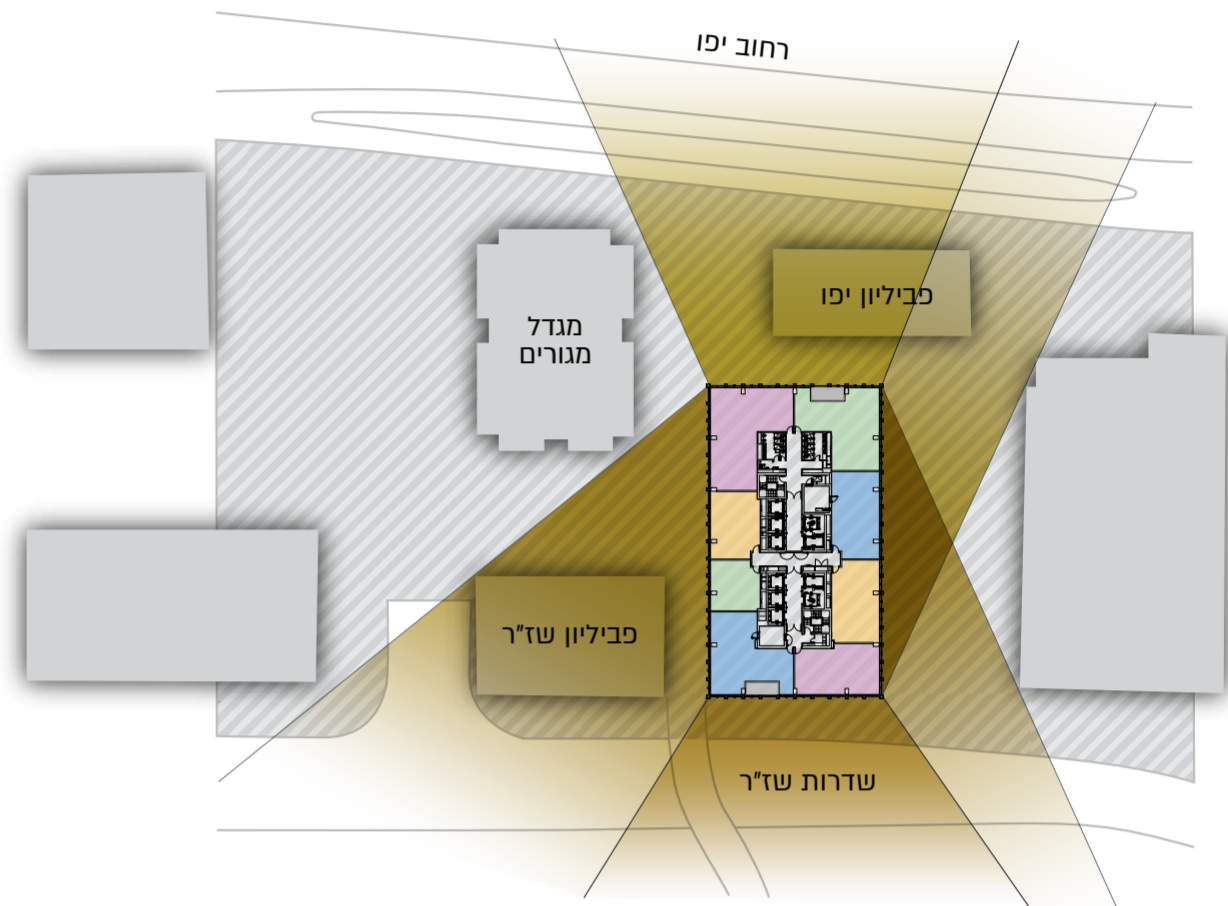 רחוב יפו
פביליון יפו
מגדל
מגורים
פביליון שז"ר
שדרות שז"ר